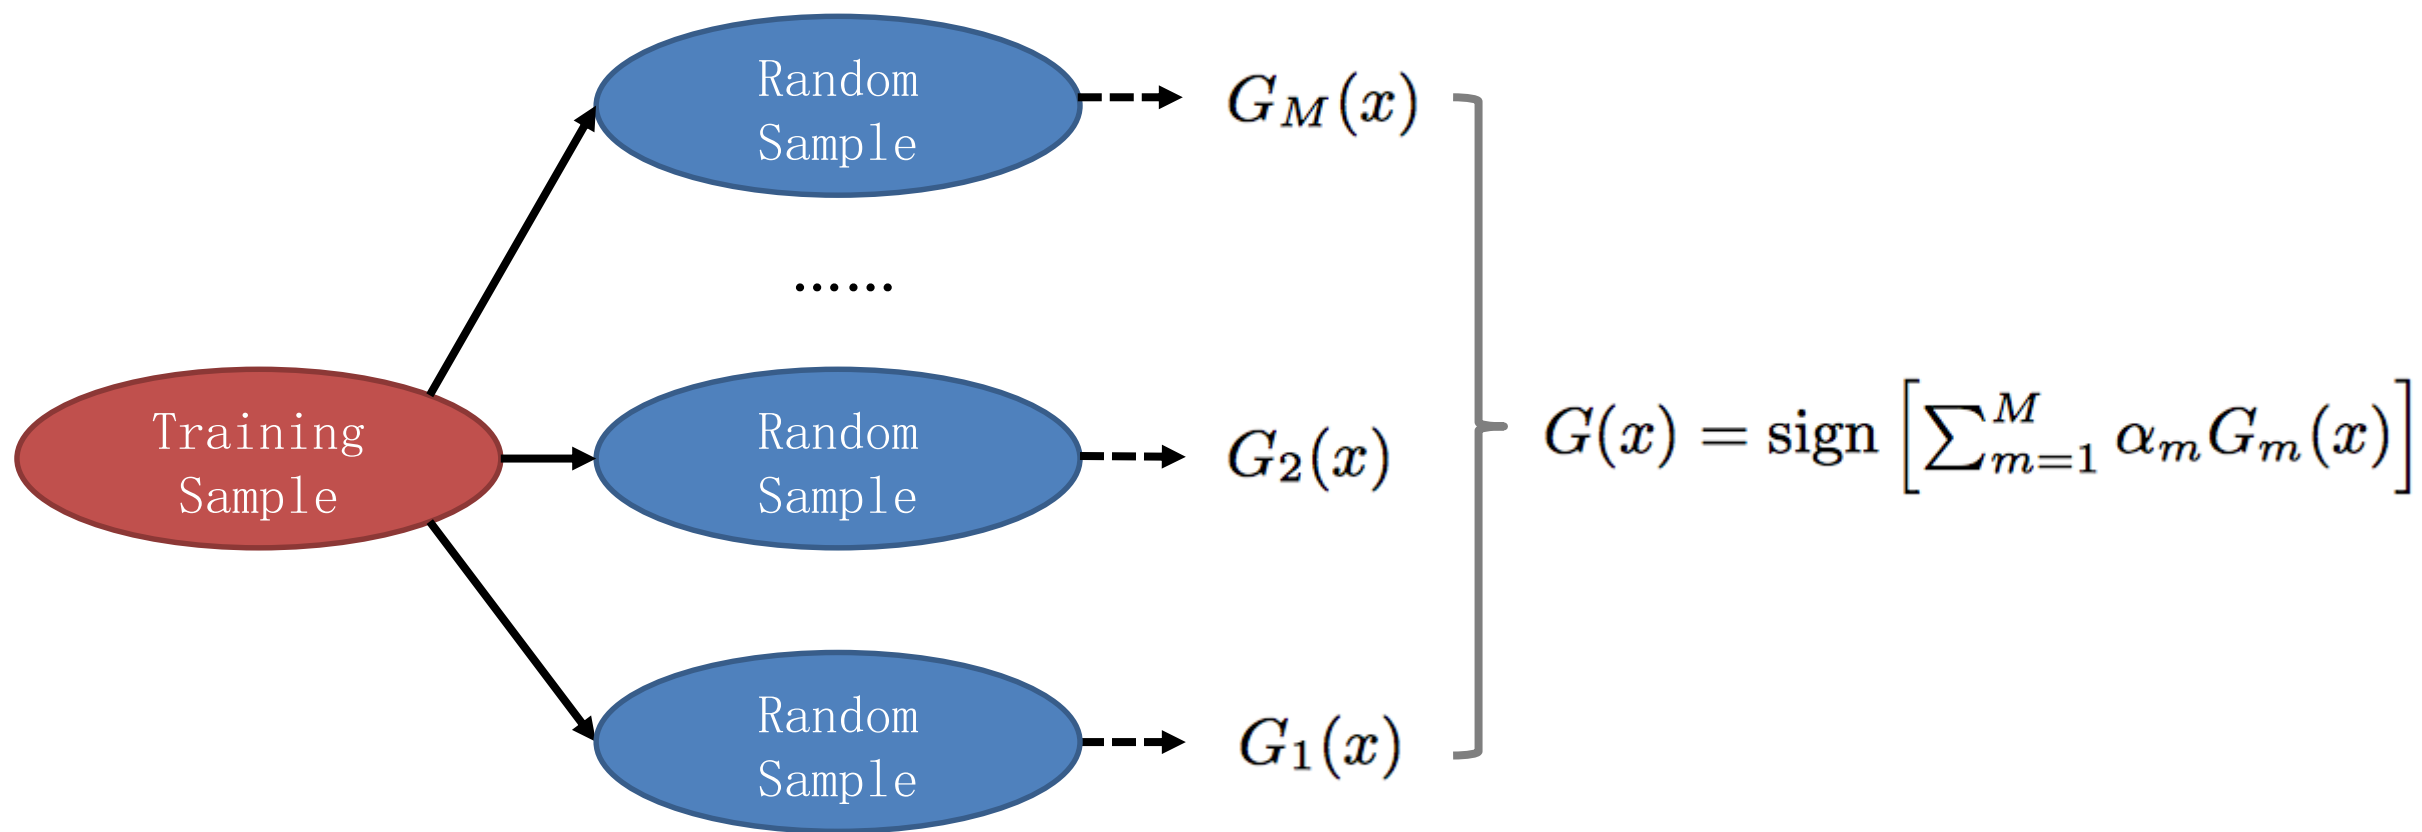 Random
Sample
G_M(x)
......
Training
Sample
Random
Sample
G_2(x)
G(x) = sign [∑_{m=1}^{M} α_m G_m(x)]
Random
Sample
G_1(x)